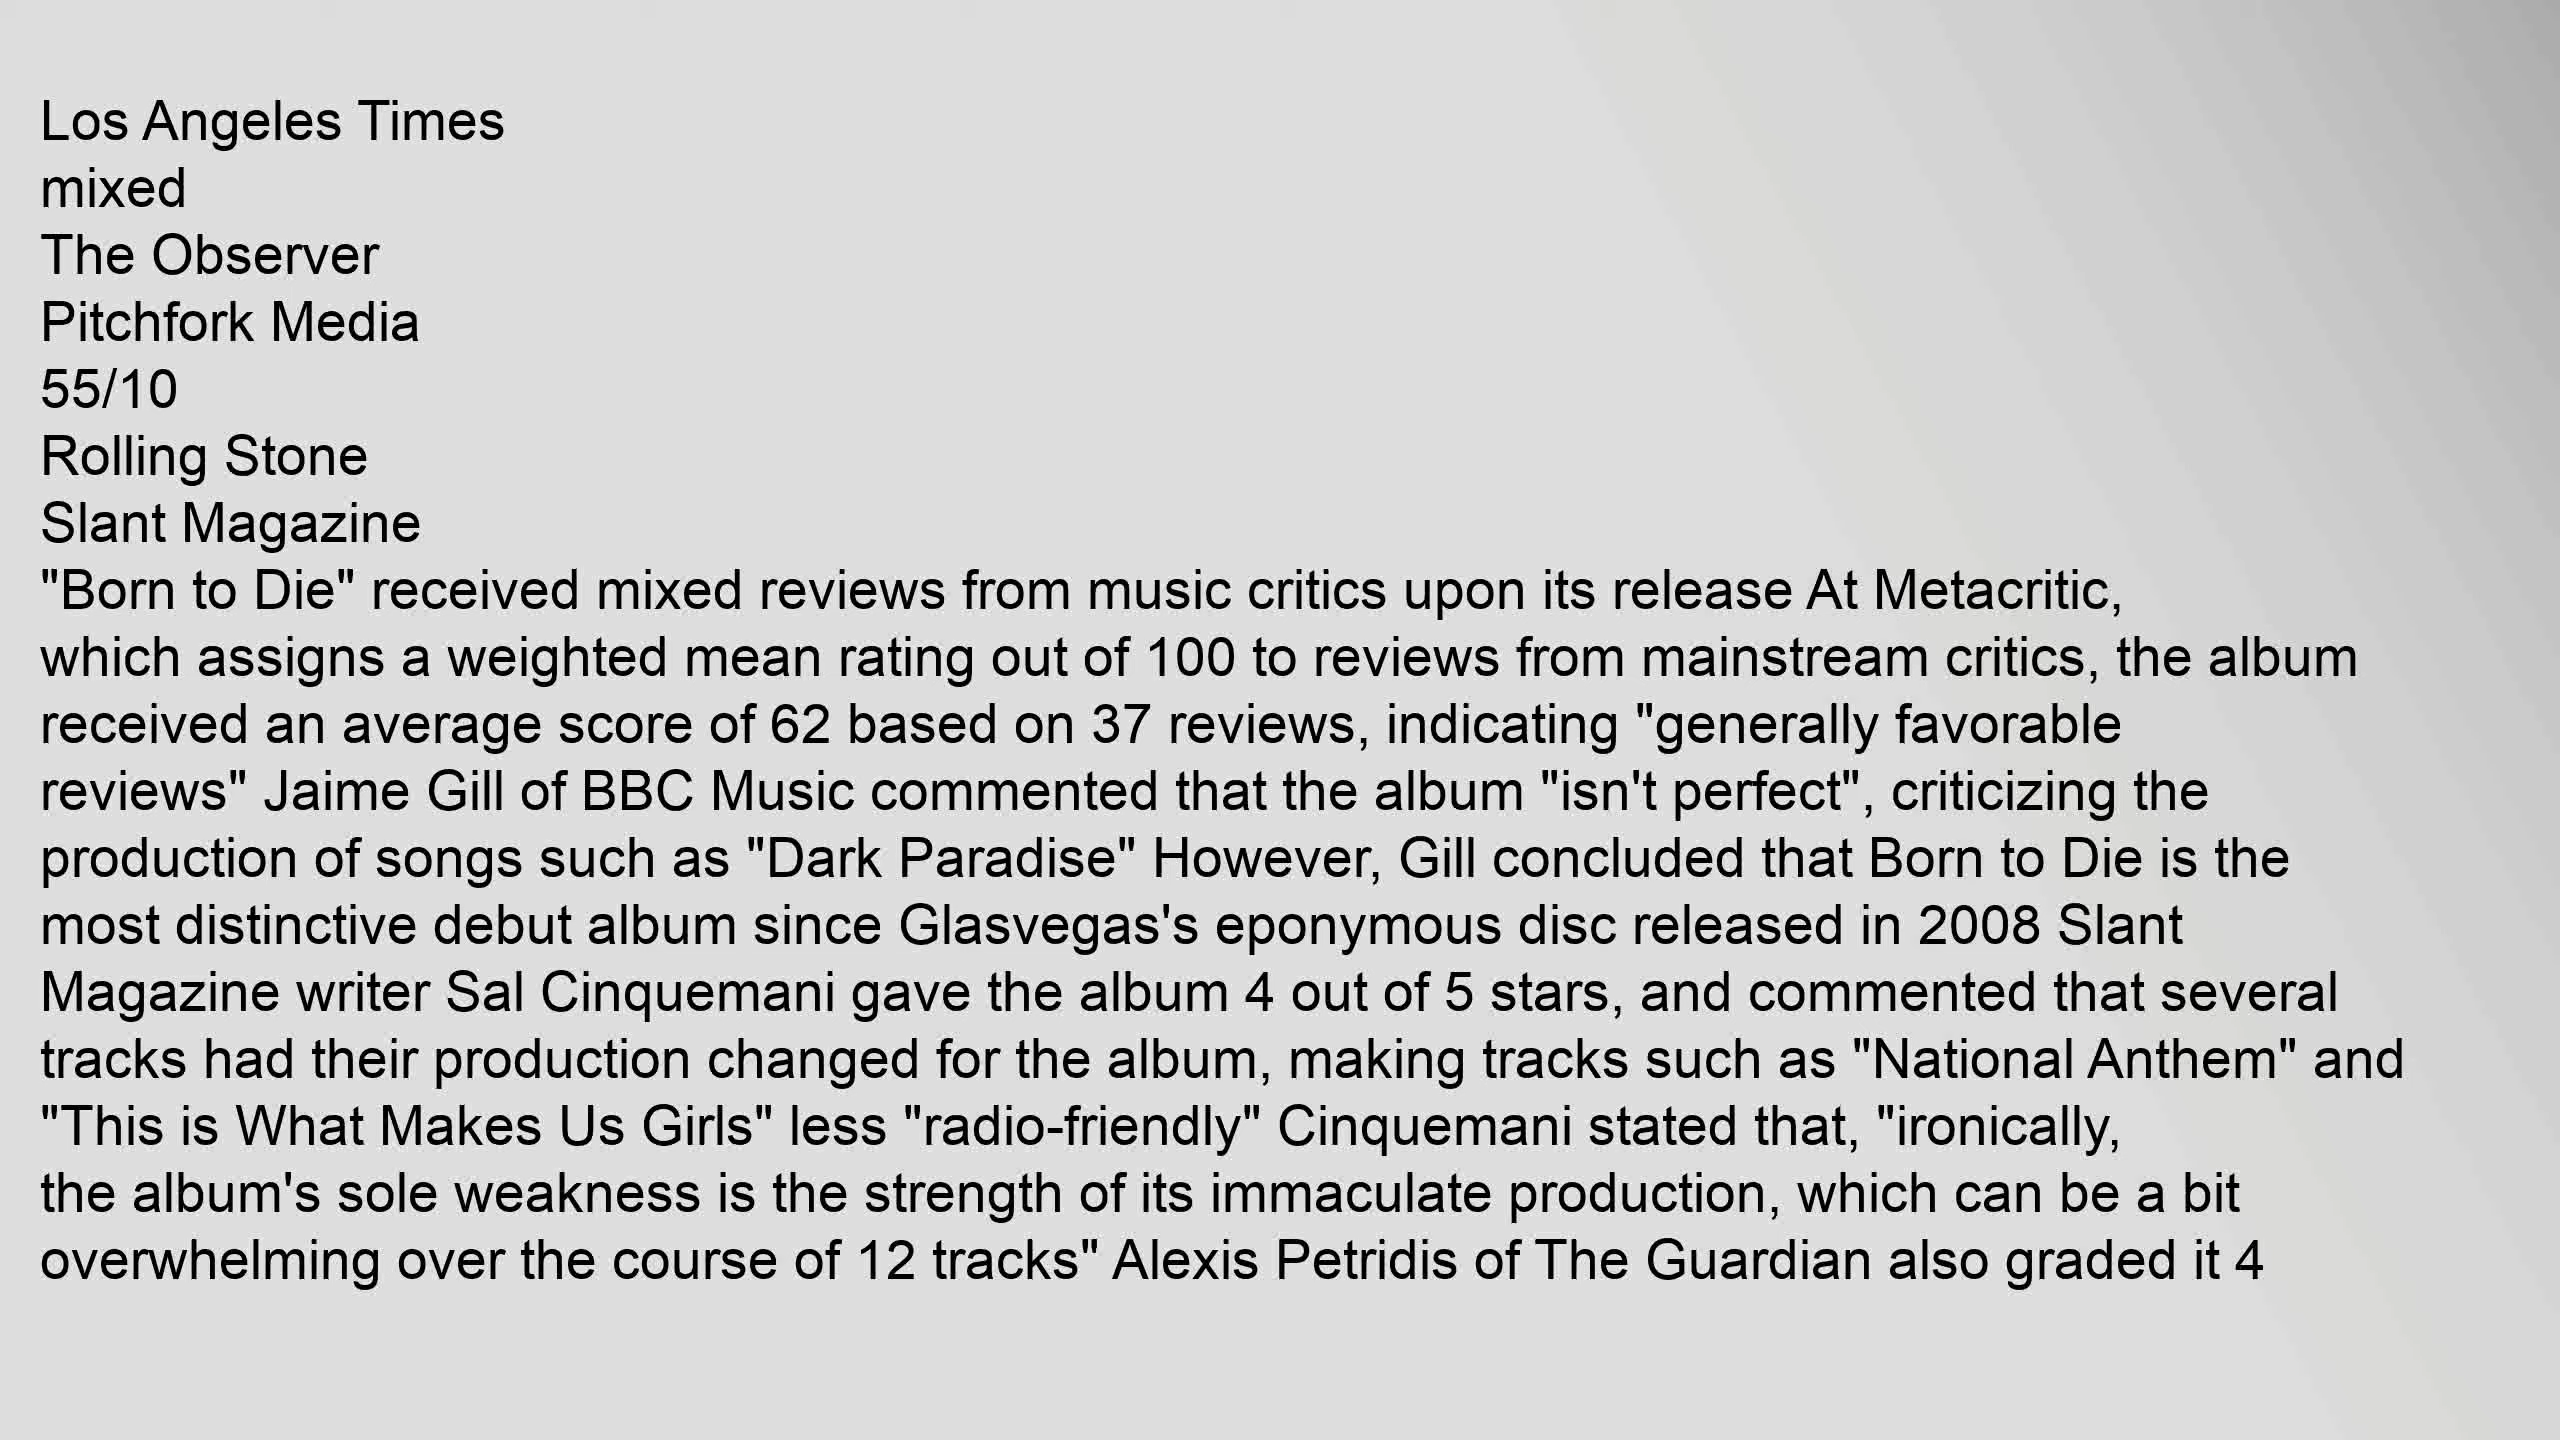 Los Angeles Times
mixed
The Observer
Pitchfork Media
55/10
Rolling Stone
Slant Magazine
"Born to Die" received mixed reviews from music critics upon its release At Metacritic,
which assigns a weighted mean rating out of 100 to reviews from mainstream critics, the album
received an average score of 62 based on 37 reviews, indicating "generally favorable
reviews" Jaime Gill of BBC Music commented that the album "isn't perfect", criticizing the
production of songs such as "Dark Paradise" However, Gill concluded that Born to Die is the
most distinctive debut album since Glasvegas's eponymous disc released in 2008 Slant
Magazine writer Sal Cinquemani gave the album 4 out of 5 stars, and commented that several
tracks had their production changed for the album, making tracks such as "National Anthem" and
"This is What Makes Us Girls" less "radio-friendly" Cinquemani stated that, "ironically,
the album's sole weakness is the strength of its immaculate production, which can be a bit
overwhelming over the course of 12 tracks" Alexis Petridis of The Guardian also graded it 4